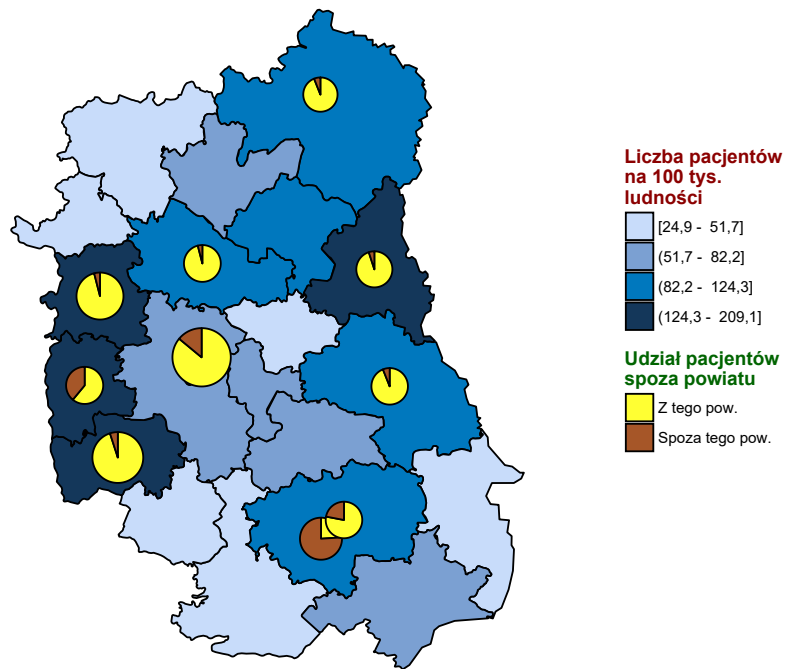 Liczba pacjentów
na 100 tys.
ludności
[24,9 - 51,7]
(51,7 - 82,2]
(82,2 - 124,3]
(124,3 - 209,1]
Udział pacjentów
spoza powiatu
Z tego pow.
Spoza tego pow.